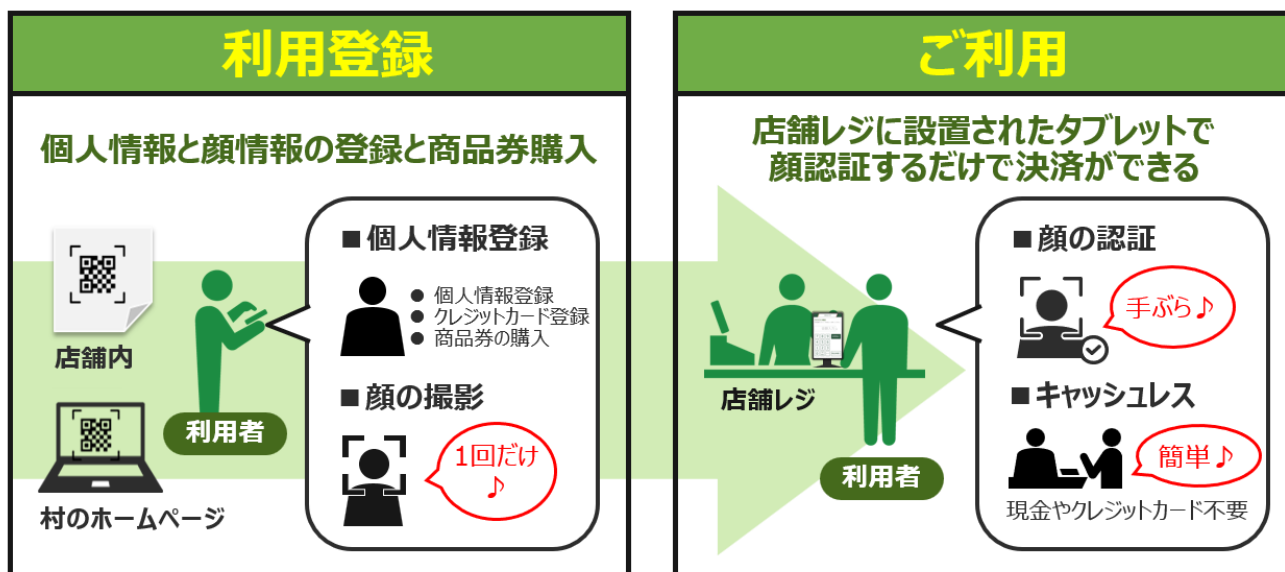 利用登録
個人情報と顔情報の登録と商品券購入
店舗内
村のホームページ
利用者
■個人情報登録
● 個人情報登録
● クレジットカード登録
● 商品券の購入
■顔の撮影
1回だけ
♪
ご利用
店舗レジに設置されたタブレットで
顔認証するだけで決済ができる
店舗レジ
利用者
■顔の認証
手ぶら♪
■キャッシュレス
簡単♪
現金やクレジットカード不要